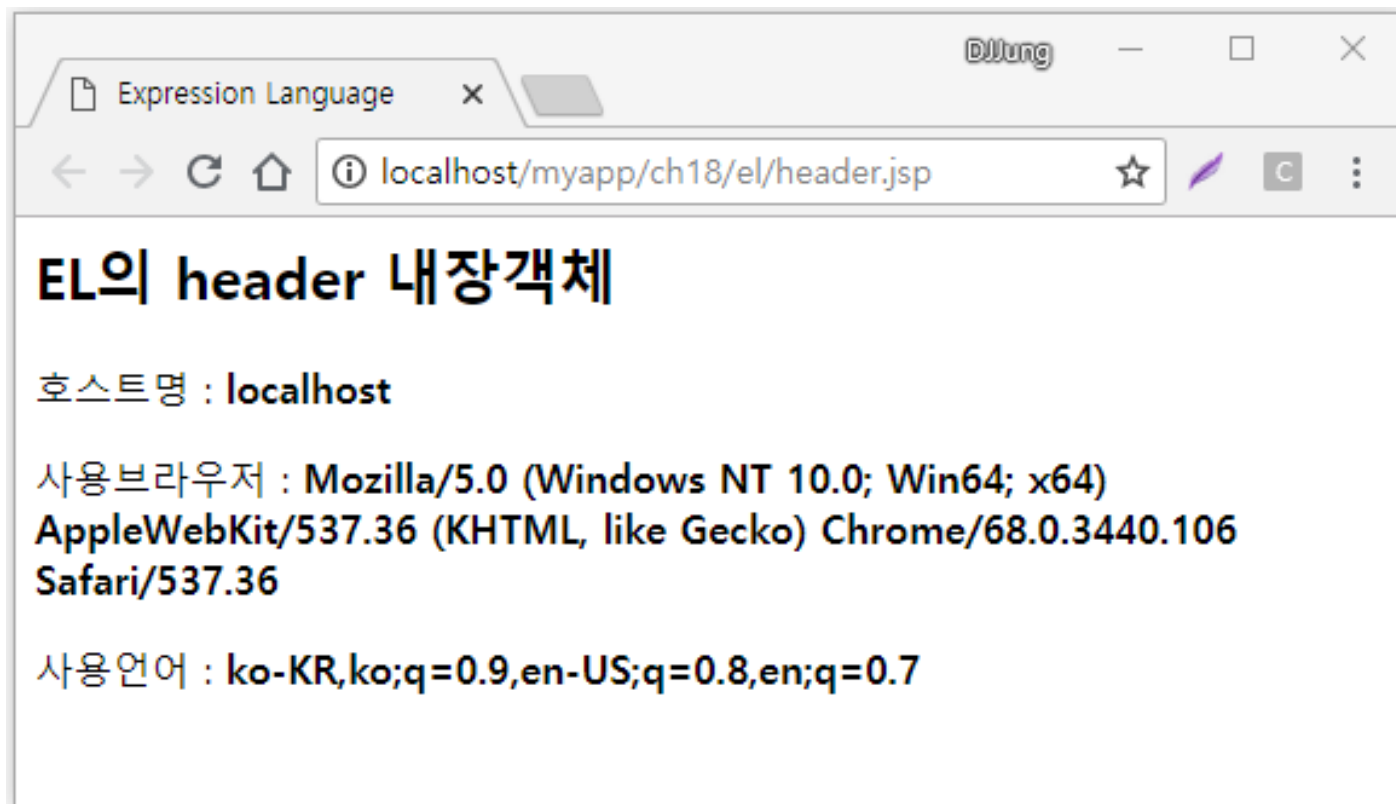 DJJung
Expression Language
localhost/myapp/ch18/el/header.jsp
C
EL의 header 내장객체
호스트명 : localhost
사용브라우저 : Mozilla/5.0 (Windows NT 10.0; Win64; x64)
AppleWebKit/537.36 (KHTML, like Gecko) Chrome/68.0.3440.106
Safari/537.36
사용언어 : ko-KR,ko;q=0.9,en-US;q=0.8,en;q=0.7